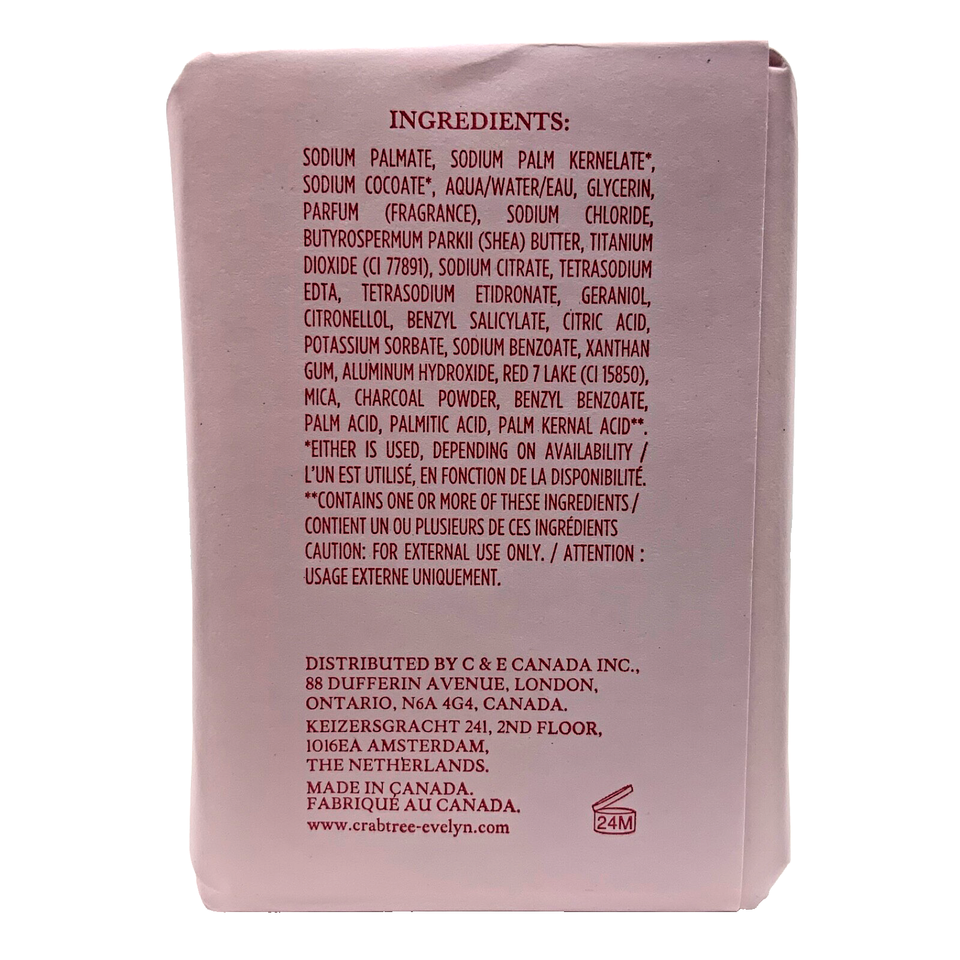 INGREDIENTS:
SODIUM PALMATE, SODIUM PALM KERNELATE*,
SODIUM COCOATE*, AQUA/WATER/EAU, GLYCERIN,
PARFUM (FRAGRANCE), SODIUM CHLORIDE,
BUTYROSPERMUM PARKII (SHEA) BUTTER, TITANIUM
DIOXIDE (CI 77891), SODIUM CITRATE, TETRASODIUM
EDTA, TETRASODIUM ETIDRONATE, GERANIOL,
CITRONELLOL, BENZYL SALICYLATE, CITRIC ACID,
POTASSIUM SORBATE, SODIUM BENZOATE, XANTHAN
GUM, ALUMINUM HYDROXIDE, RED 7 LAKE (CI 15850),
MICA, CHARCOAL POWDER, BENZYL BENZOATE,
PALM ACID, PALMITIC ACID, PALM KERNAL ACID**.
*EITHER IS USED, DEPENDING ON AVAILABILITY /
L'UN EST UTILISÉ, EN FONCTION DE LA DISPONIBILITÉ.
**CONTAINS ONE OR MORE OF THESE INGREDIENTS /
CONTIENT UN OU PLUSIEURS DE CES INGRÉDIENTS
CAUTION: FOR EXTERNAL USE ONLY. / ATTENTION :
USAGE EXTERNE UNIQUEMENT.
DISTRIBUTED BY C & E CANADA INC.,
88 DUFFERIN AVENUE, LONDON,
ONTARIO, N6A 4G4, CANADA.
KEIZERSGRACHT 241, 2ND FLOOR,
1016EA AMSTERDAM,
THE NETHERLANDS.
MADE IN CANADA.
FABRIQUÉ AU CANADA.
www.crabtree-evelyn.com
24M